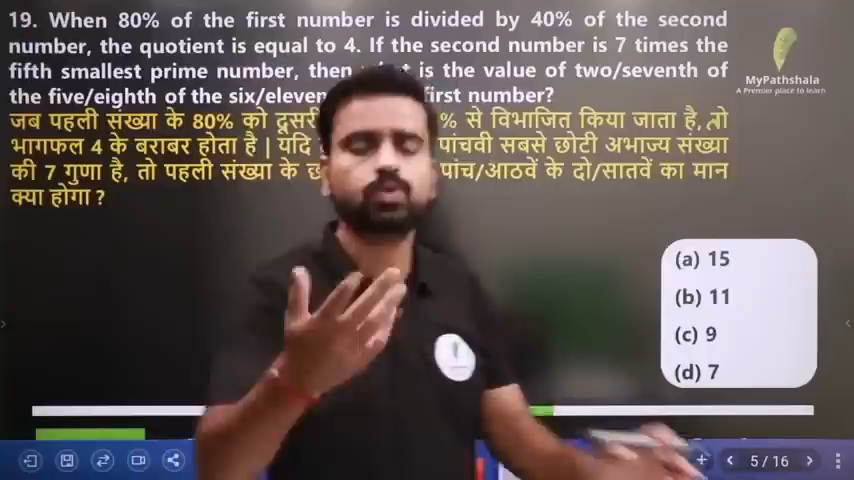 19. When 80% of the first number is divided by 40% of the second
number, the quotient is equal to 4. If the second number is 7 times the
fifth smallest prime number, then is the value of two/seventh of
the five/eighth of the six/eleven first number?
जब पहली संख्या के 80% को दूसरी % से विभाजित किया जाता है, तो
भागफल 4 के बराबर होता है | यदि पांचवी सबसे छोटी अभाज्य संख्या
की 7 गुणा है, तो पहली संख्या के पांच/आठवें के दो/सातवें का मान
क्या होगा ?
MyPathshala
A Premier place to learn
(a) 15
(b) 11
(c) 9
(d) 7
5 / 16